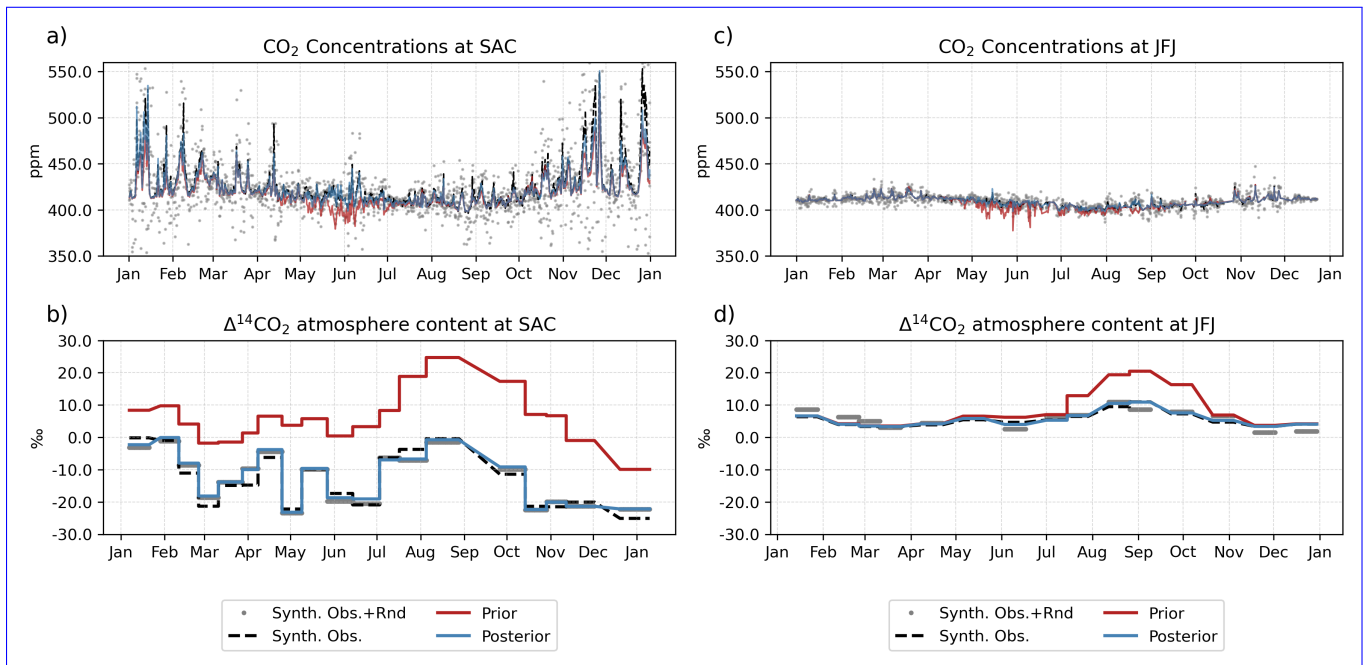 a)
CO₂ Concentrations at SAC
ppm
550.0
500.0
450.0
400.0
350.0
Jan Feb Mar Apr May Jun Jul Aug Sep Oct Nov Dec Jan
c)
CO₂ Concentrations at JFJ
ppm
550.0
500.0
450.0
400.0
350.0
Jan Feb Mar Apr May Jun Jul Aug Sep Oct Nov Dec Jan
b)
Δ¹⁴CO₂ atmosphere content at SAC
‰
30.0
20.0
10.0
0.0
-10.0
-20.0
-30.0
Jan Feb Mar Apr May Jun Jul Aug Sep Oct Nov Dec Jan
d)
Δ¹⁴CO₂ atmosphere content at JFJ
‰
30.0
20.0
10.0
0.0
-10.0
-20.0
-30.0
Jan Feb Mar Apr May Jun Jul Aug Sep Oct Nov Dec Jan
Synth. Obs.+Rnd Prior
Synth. Obs. Posterior
Synth. Obs.+Rnd Prior
Synth. Obs. Posterior